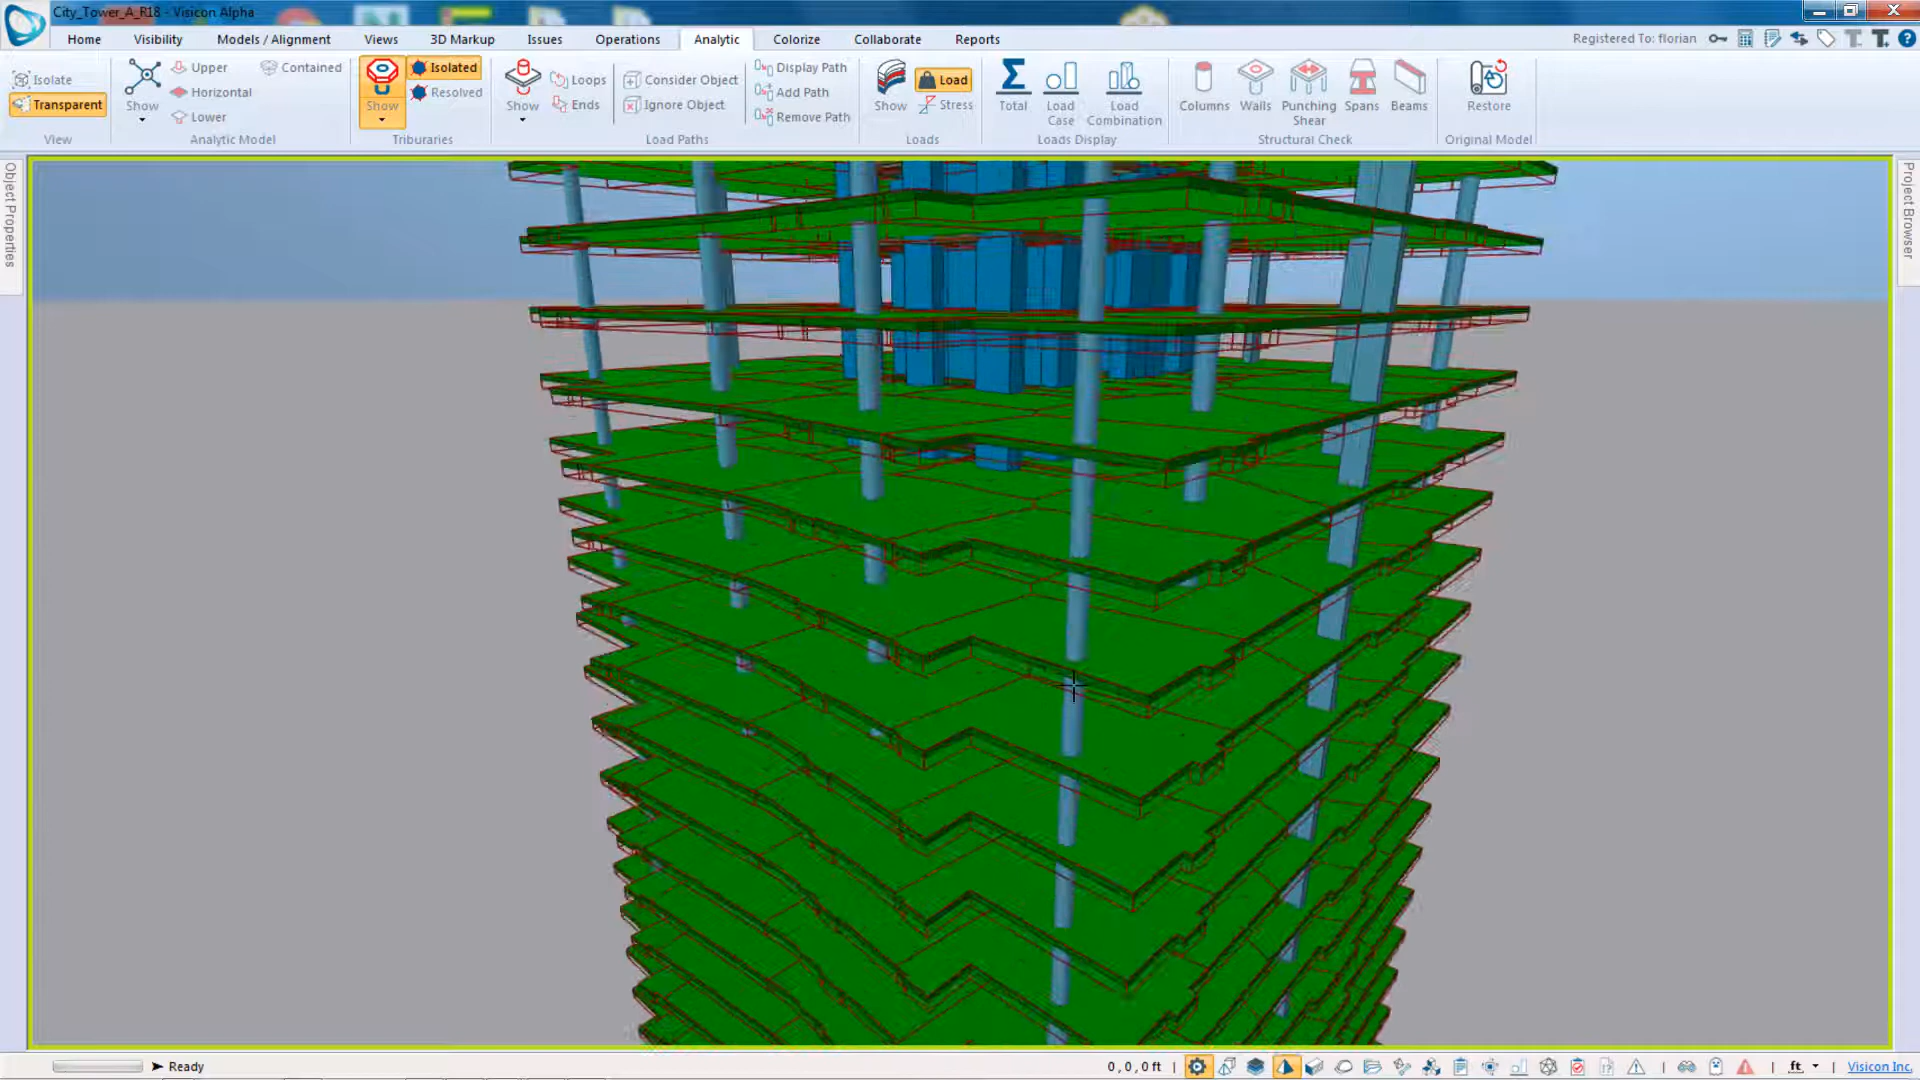 City_Tower_A_R18 - Visicon Alpha
Home Visibility Models / Alignment Views 3D Markup Issues Operations Analytic Colorize Collaborate Reports Registered To: florian
Isolate
Transparent
View
Show
Upper
Horizontal
Lower
Contained
Analytic Model
Show
Isolated
Resolved
Triburaries
Show
Loops
Ends
Consider Object
Ignore Object
Display Path
Add Path
Remove Path
Load Paths
Show
Load
Stress
Loads
Total
Load Case
Load Combination
Loads Display
Columns
Walls
Punching Shear
Spans
Beams
Structural Check
Restore
Original Model
Object Properties
Project Browser
Ready
0 , 0 , 0 ft
ft
Visicon Inc.